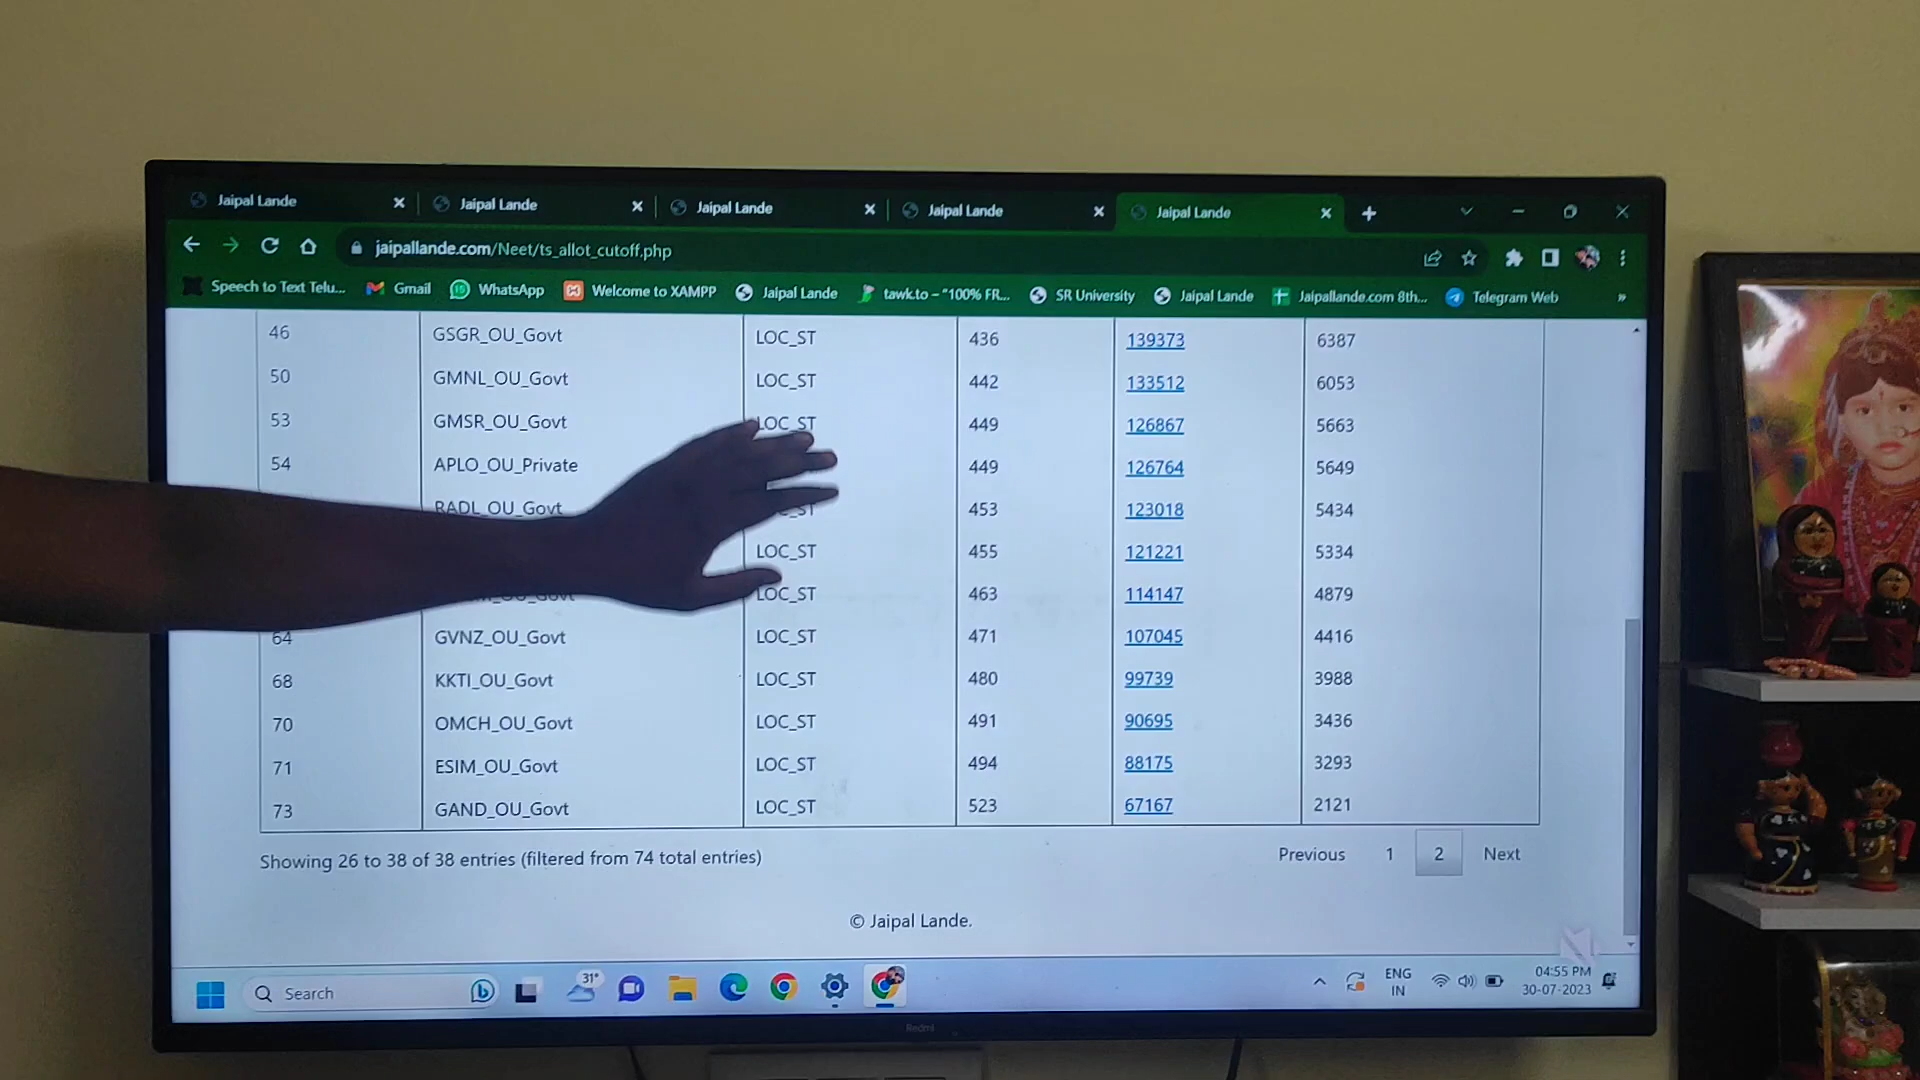 Jaipal Lande Jaipal Lande Jaipal Lande Jaipal Lande Jaipal Lande
jaipallande.com/Neet/ts_allot_cutoff.php
Speech to Text Telu... Gmail WhatsApp Welcome to XAMPP Jaipal Lande tawk.to – "100% FR... SR University Jaipal Lande Jaipallande.com 8th... Telegram Web »
46 GSGR_OU_Govt LOC_ST 436 139373 6387
50 GMNL_OU_Govt LOC_ST 442 133512 6053
53 GMSR_OU_Govt LOC_ST 449 126867 5663
54 APLO_OU_Private 449 126764 5649
RADL_OU_Govt 453 123018 5434
LOC_ST 455 121221 5334
LOC_ST 463 114147 4879
64 GVNZ_OU_Govt LOC_ST 471 107045 4416
68 KKTI_OU_Govt LOC_ST 480 99739 3988
70 OMCH_OU_Govt LOC_ST 491 90695 3436
71 ESIM_OU_Govt LOC_ST 494 88175 3293
73 GAND_OU_Govt LOC_ST 523 67167 2121
Showing 26 to 38 of 38 entries (filtered from 74 total entries) Previous 1 2 Next
© Jaipal Lande.
Search 31° ENG IN 04:55 PM 30-07-2023
Redmi